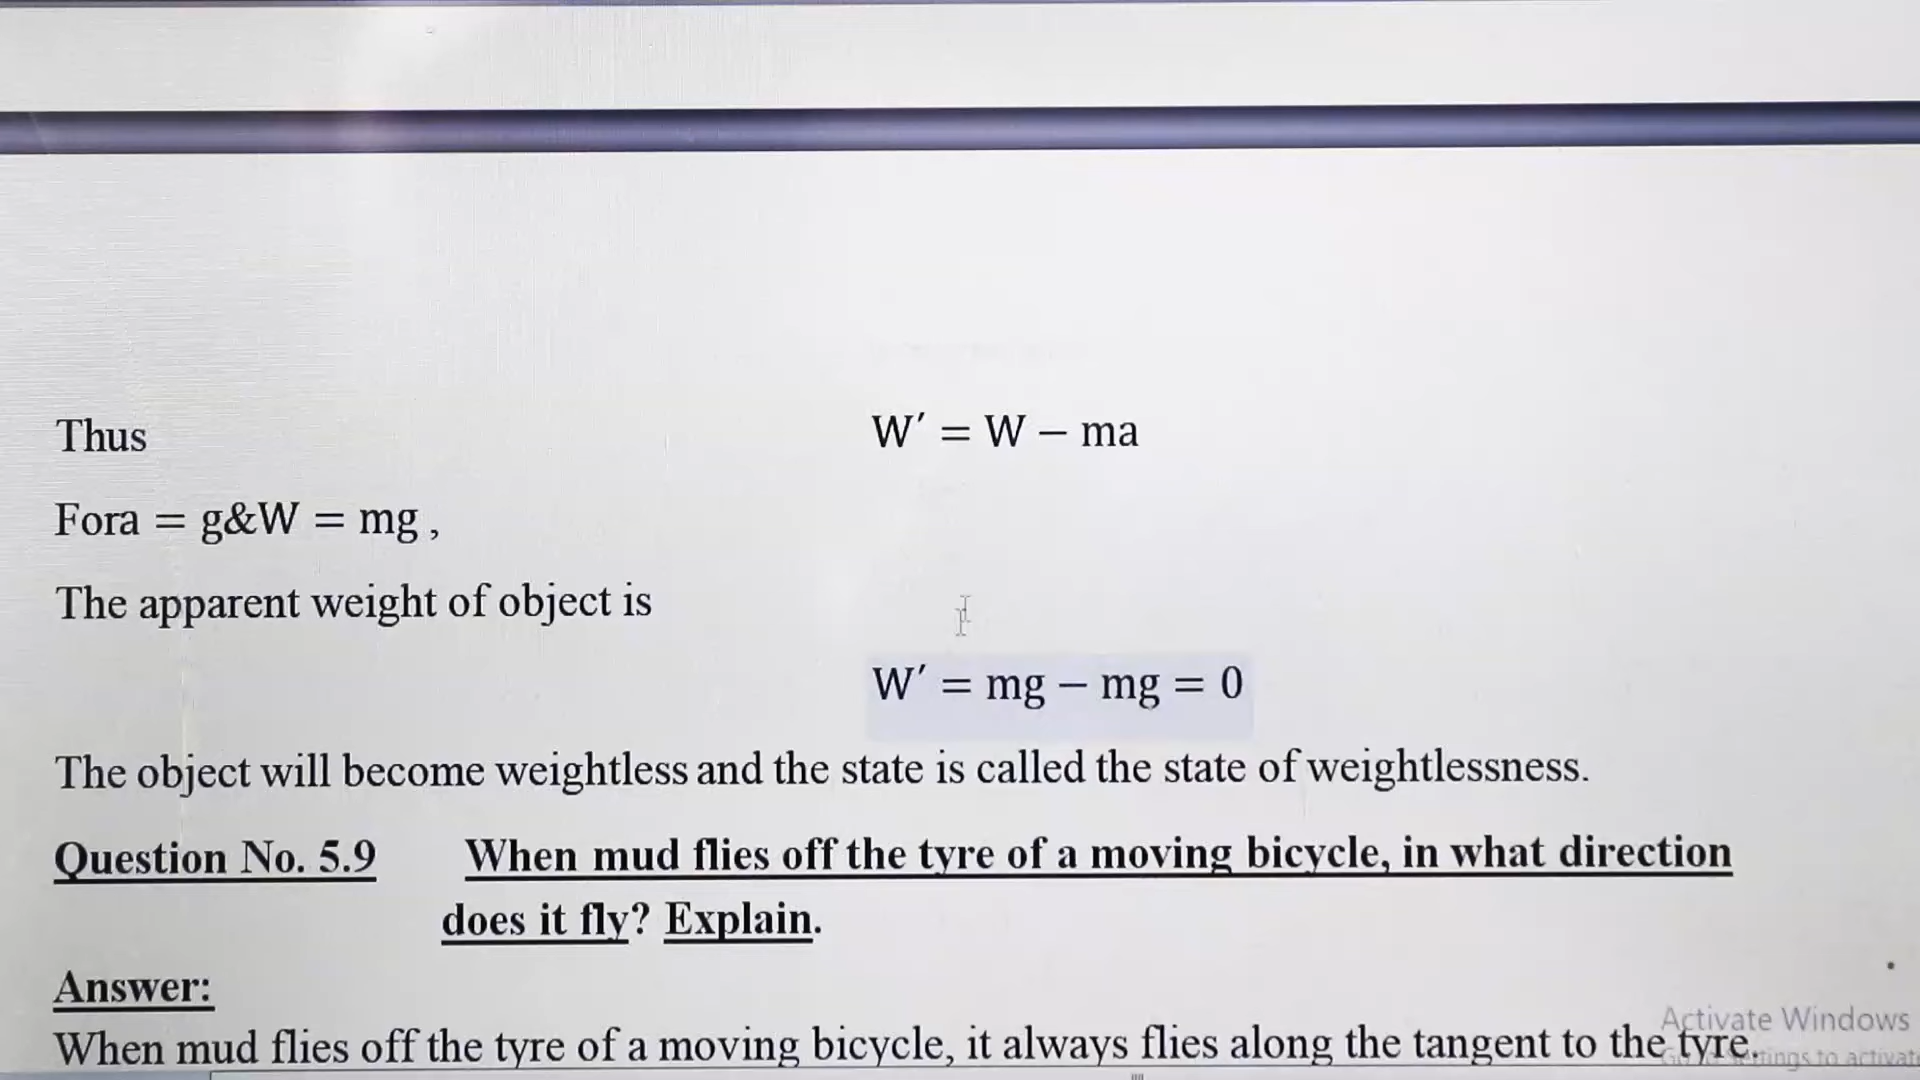 Thus W′ = W − ma
Fora = g&W = mg ,
The apparent weight of object is
W′ = mg − mg = 0
The object will become weightless and the state is called the state of weightlessness.
Question No. 5.9 When mud flies off the tyre of a moving bicycle, in what direction
does it fly? Explain.
Answer:
Activate Windows
When mud flies off the tyre of a moving bicycle, it always flies along the tangent to the tyre.
to activate